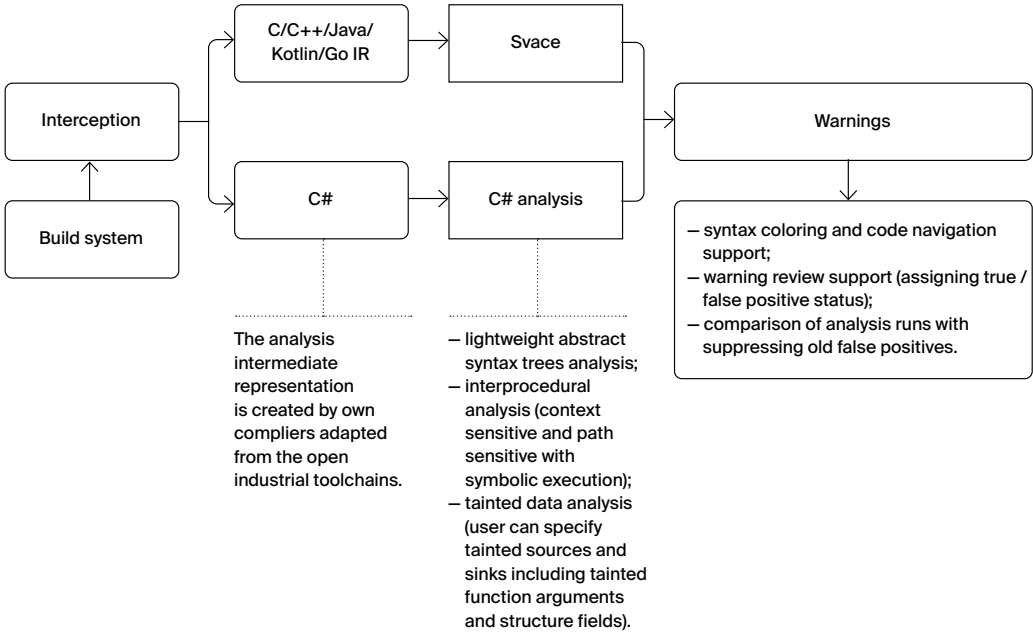 C/C++/Java/
Kotlin/Go IR
Svace
Interception
Warnings
C#
C# analysis
Build system
— syntax coloring and code navigation
support;
— warning review support (assigning true /
false positive status);
— comparison of analysis runs with
suppressing old false positives.
The analysis
intermediate
representation
is created by own
compliers adapted
from the open
industrial toolchains.
— lightweight abstract
syntax trees analysis;
— interprocedural
analysis (context
sensitive and path
sensitive with
symbolic execution);
— tainted data analysis
(user can specify
tainted sources and
sinks including tainted
function arguments
and structure fields).